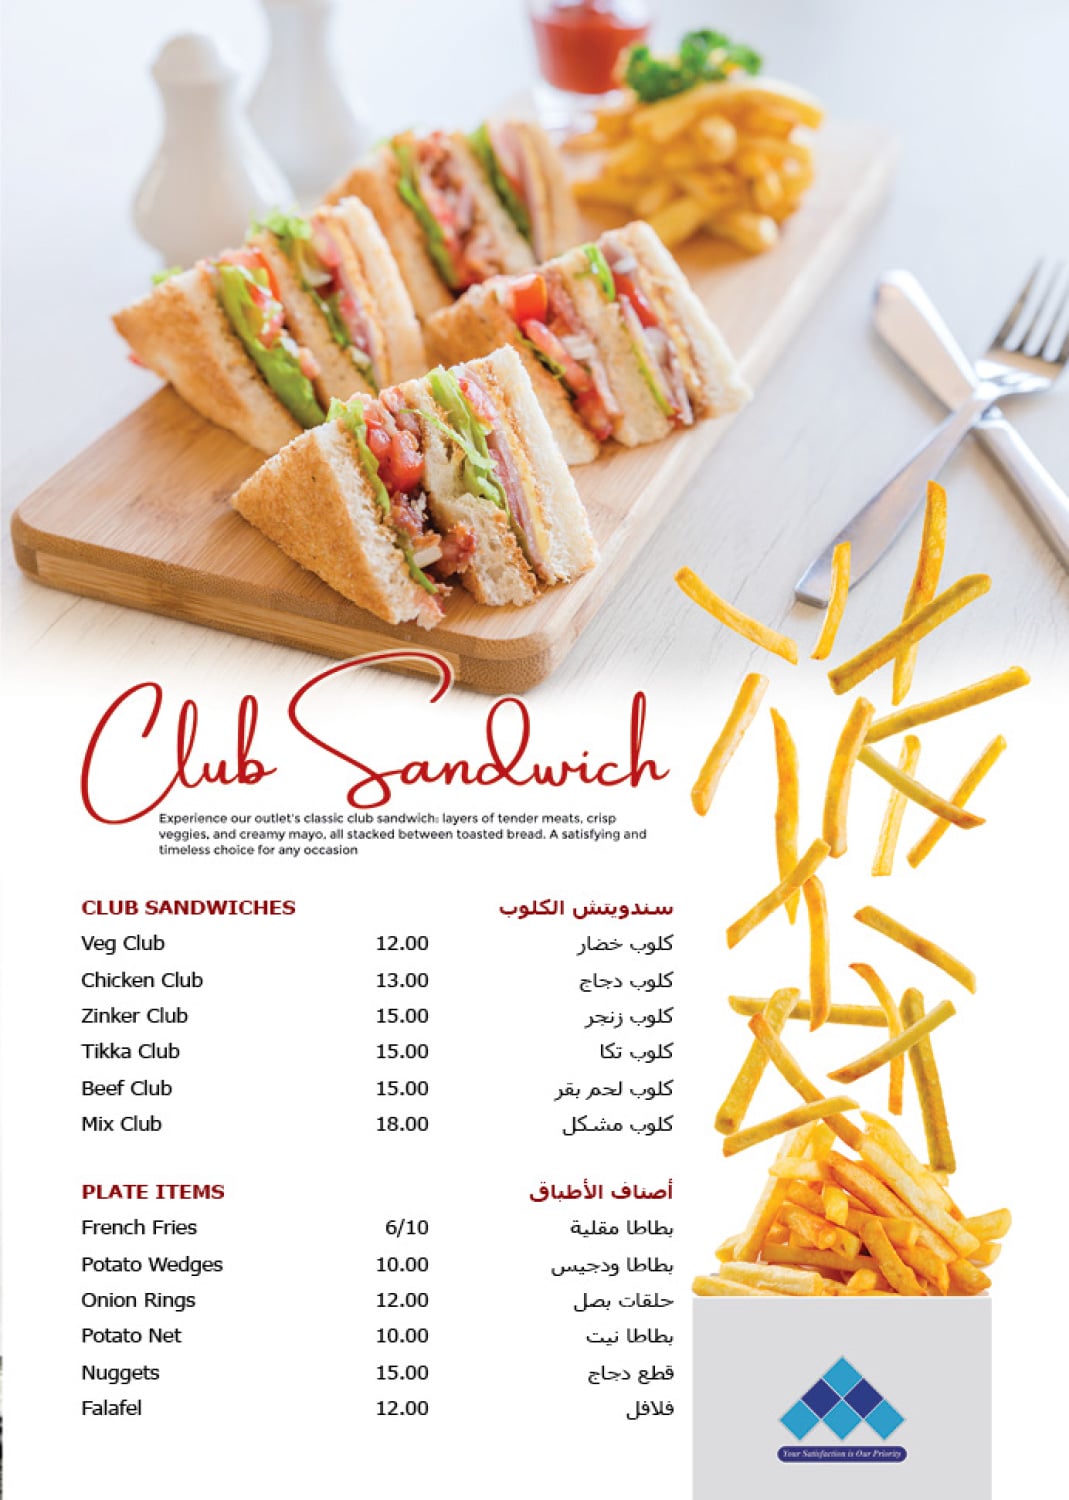 Club Sandwich
Experience our outlet's classic club sandwich: layers of tender meats, crisp
veggies, and creamy mayo, all stacked between toasted bread. A satisfying and
timeless choice for any occasion
CLUB SANDWICHES سندويتش الكلوب
Veg Club 12.00 كلوب خضار
Chicken Club 13.00 كلوب دجاج
Zinker Club 15.00 كلوب زنجر
Tikka Club 15.00 كلوب تكا
Beef Club 15.00 كلوب لحم بقر
Mix Club 18.00 كلوب مشكل
PLATE ITEMS أصناف الأطباق
French Fries 6/10 بطاطا مقلية
Potato Wedges 10.00 بطاطا ودجيس
Onion Rings 12.00 حلقات بصل
Potato Net 10.00 بطاطا نيت
Nuggets 15.00 قطع دجاج
Falafel 12.00 فلافل
Your Satisfaction is Our Priority